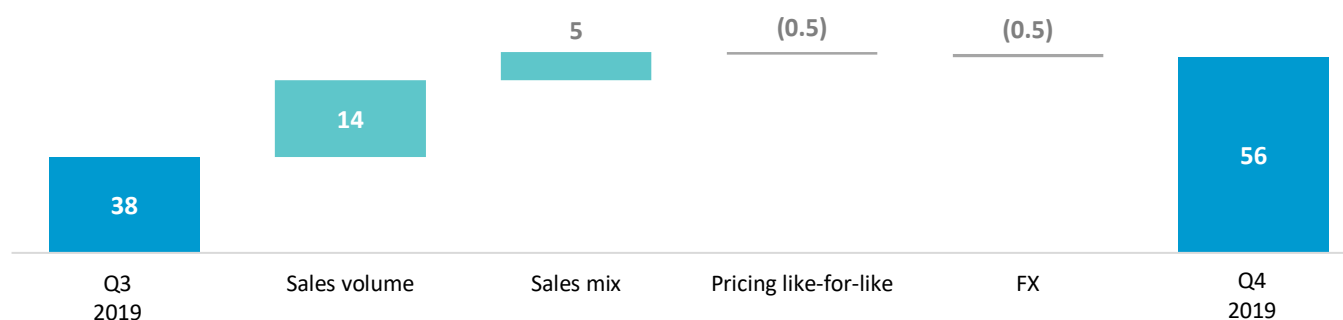 5
(0.5)
(0.5)
14
56
38
Q3
2019
Sales volume
Sales mix
Pricing like-for-like
FX
Q4
2019